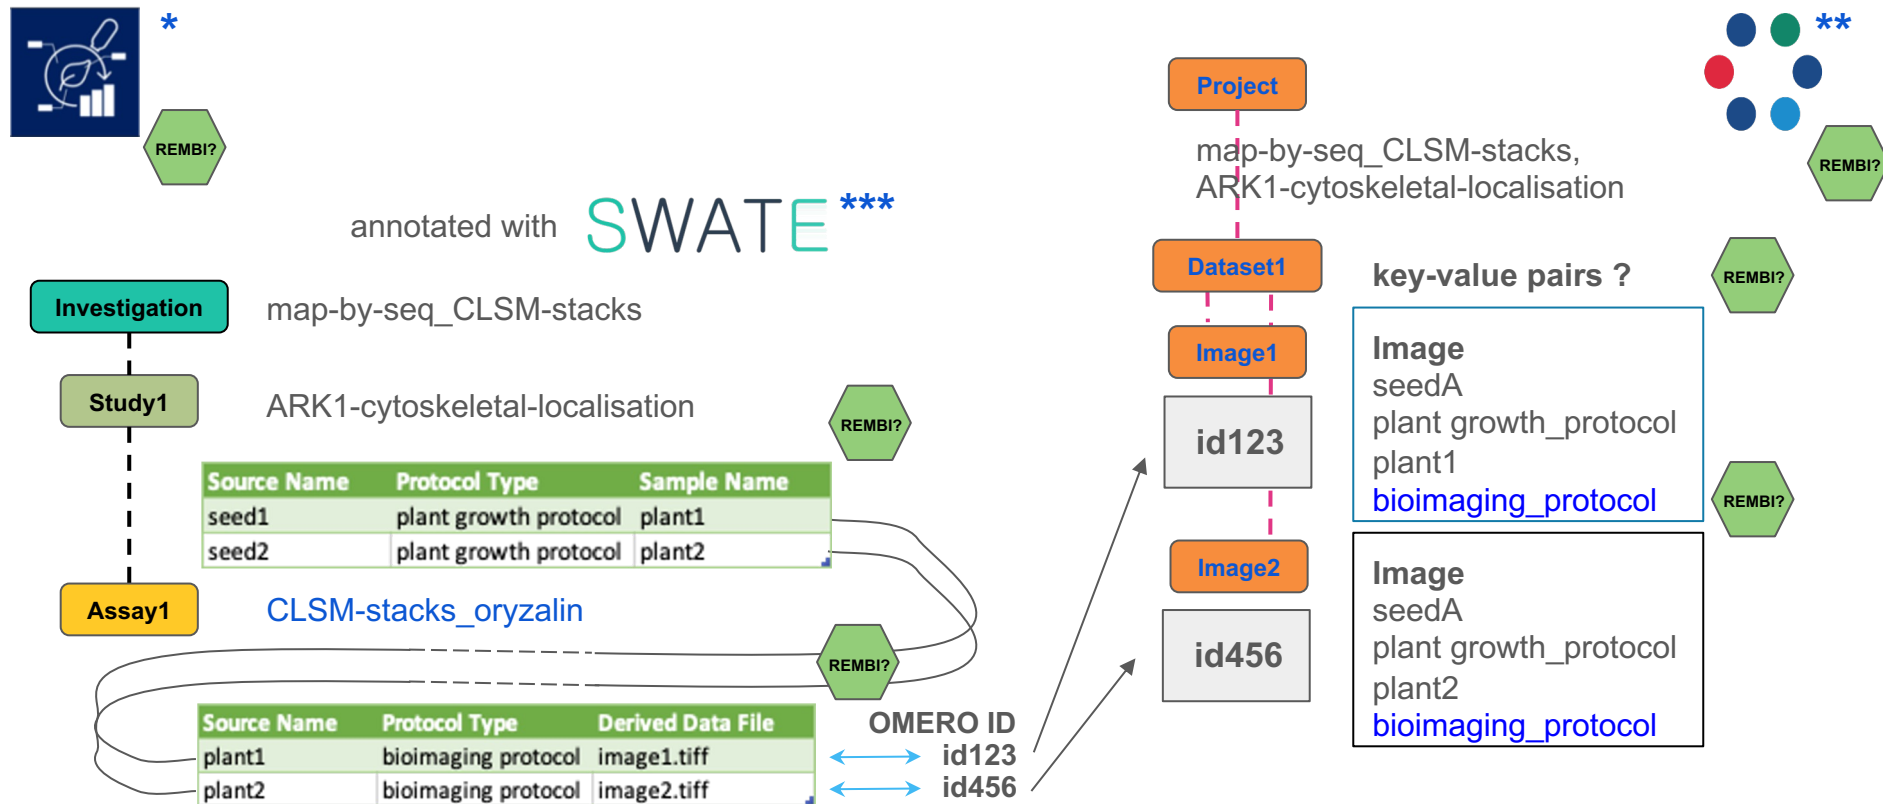 *
REMBI?
annotated with SWATE ***
Investigation
map-by-seq_CLSM-stacks
Study1
ARK1-cytoskeletal-localisation
REMBI?
Source Name Protocol Type Sample Name
seed1 plant growth protocol plant1
seed2 plant growth protocol plant2
Assay1
CLSM-stacks_oryzalin
REMBI?
Source Name Protocol Type Derived Data File
plant1 bioimaging protocol image1.tiff
plant2 bioimaging protocol image2.tiff
OMERO ID
id123
id456
**
REMBI?
Project
map-by-seq_CLSM-stacks,
ARK1-cytoskeletal-localisation
Dataset1
key-value pairs ?
REMBI?
Image1
id123
Image
seedA
plant growth_protocol
plant1
bioimaging_protocol
REMBI?
Image2
id456
Image
seedA
plant growth_protocol
plant2
bioimaging_protocol